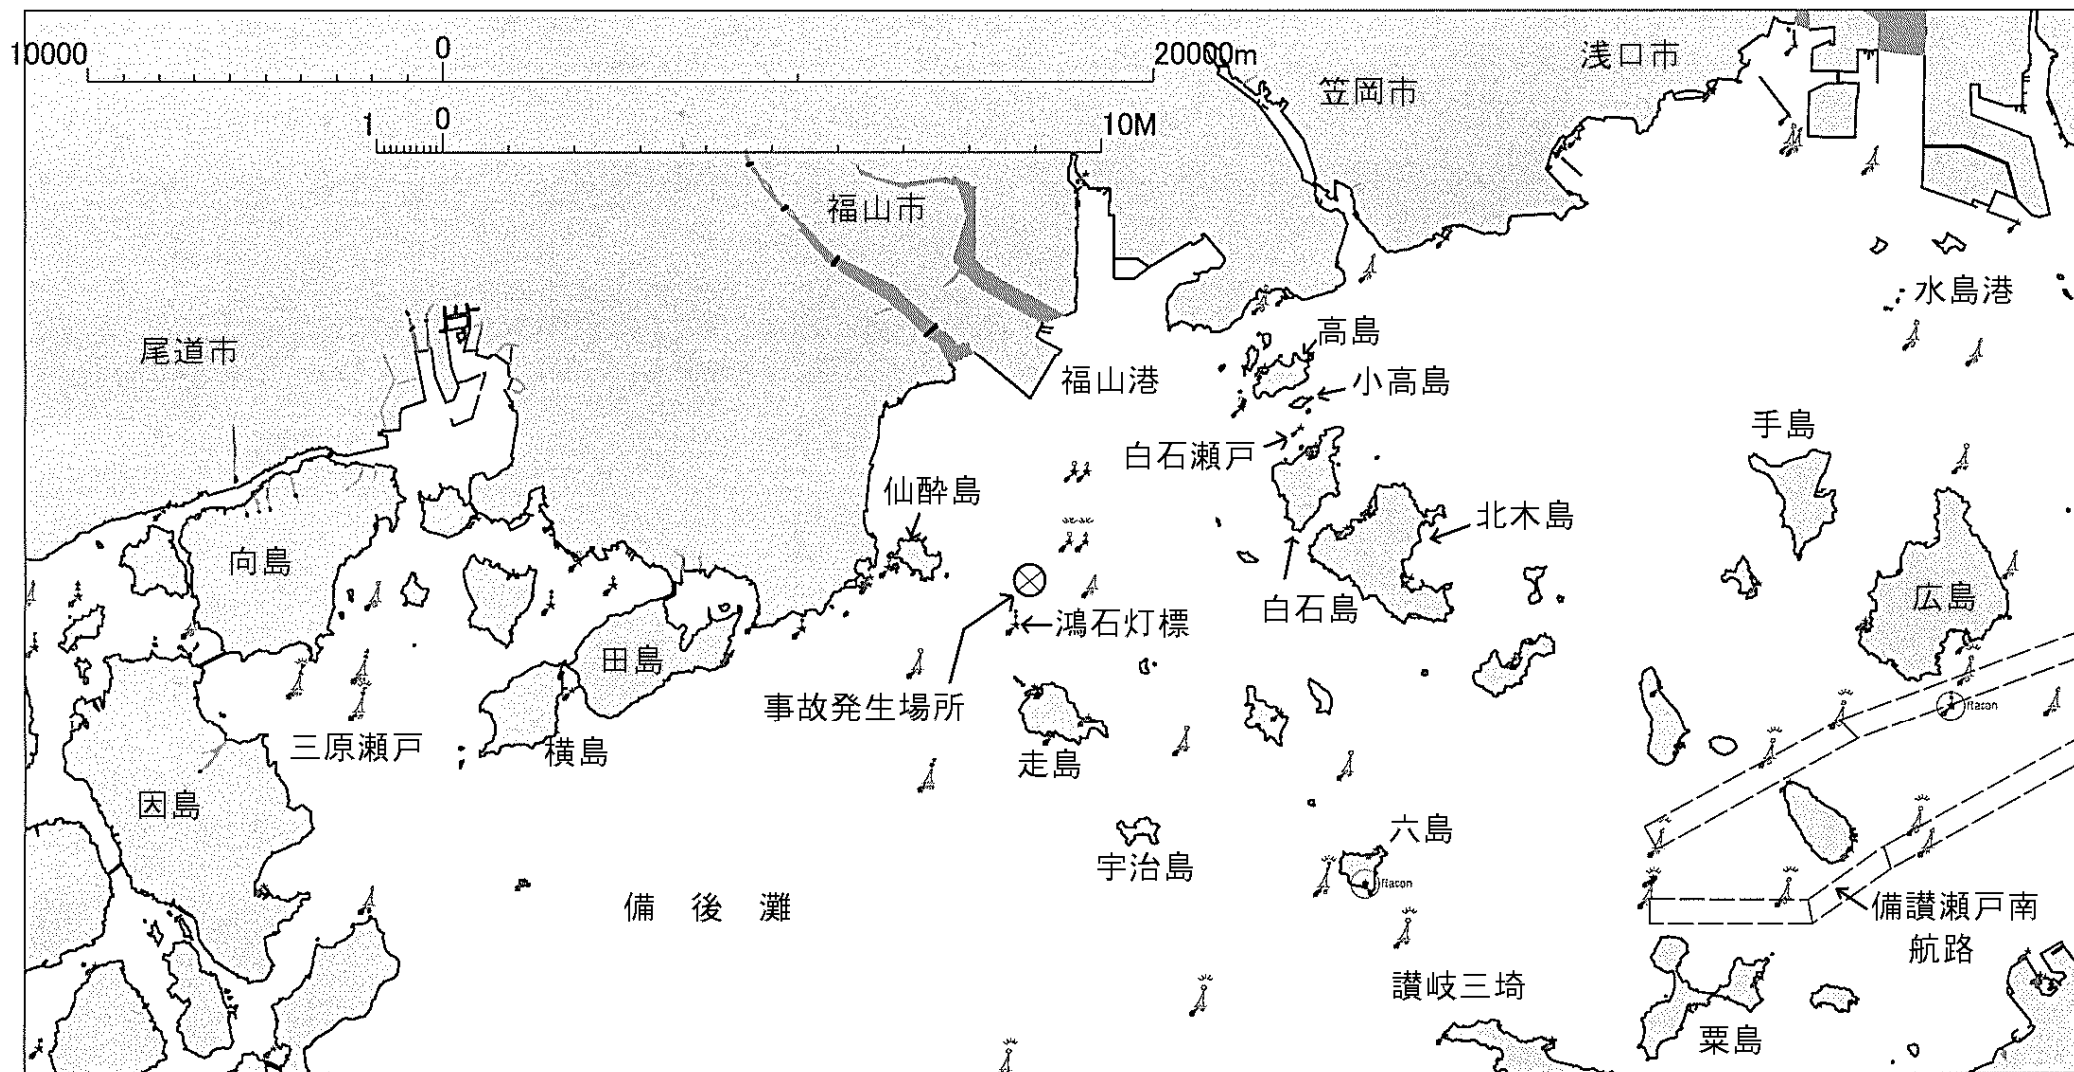 10000 0 20000m
1 0 10M
浅口市
笠岡市
福山市
水島港
尾道市
高島
福山港
小高島
手島
白石瀬戸
仙酔島
北木島
向島
広島
白石島
鴻石灯標
田島
事故発生場所
racon
三原瀬戸
横島
走島
因島
六島
宇治島
racon
備後灘
備讃瀬戸南
航路
讃岐三埼
粟島